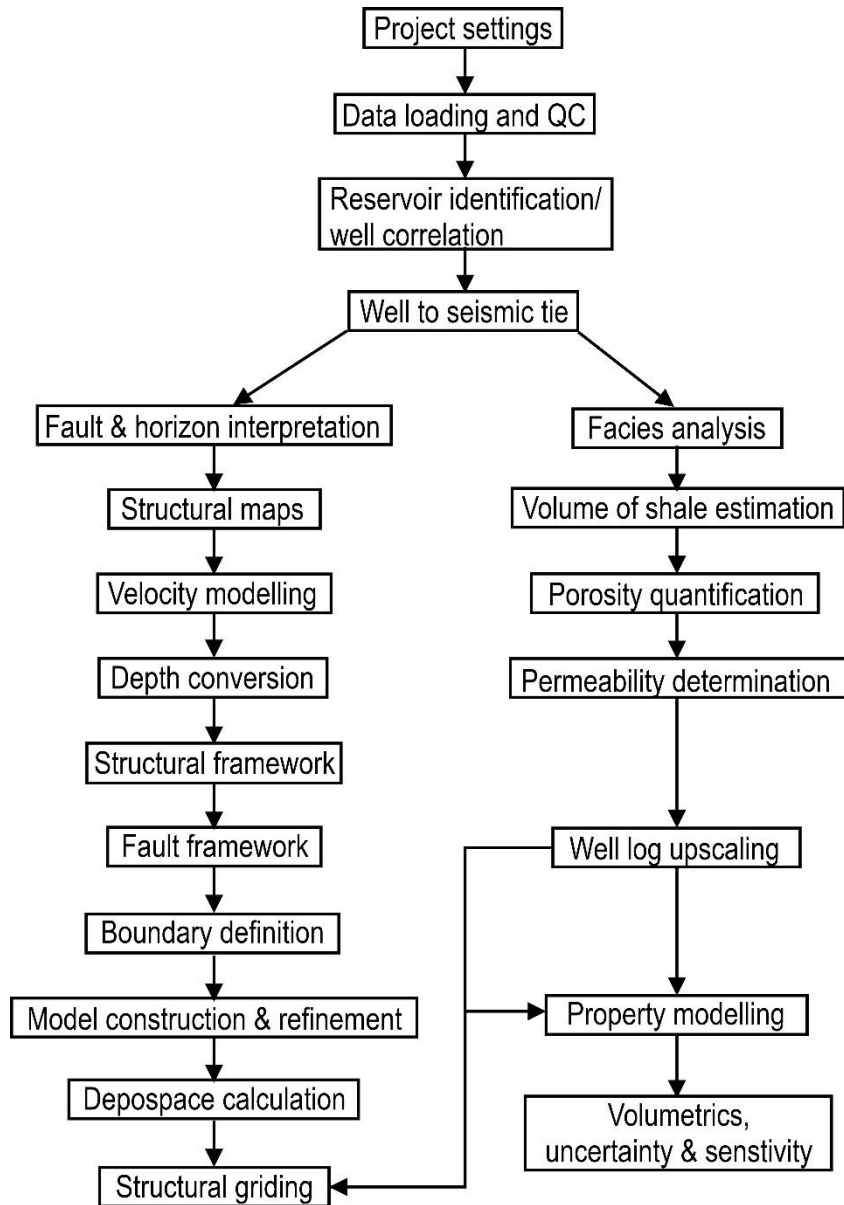 Project settings
Data loading and QC
Reservoir identification/
well correlation
Well to seismic tie
Fault & horizon interpretation
Structural maps
Velocity modelling
Depth conversion
Structural framework
Fault framework
Boundary definition
Model construction & refinement
Depospace calculation
Structural griding
Facies analysis
Volume of shale estimation
Porosity quantification
Permeability determination
Well log upscaling
Property modelling
Volumetrics,
uncertainty & senstivity